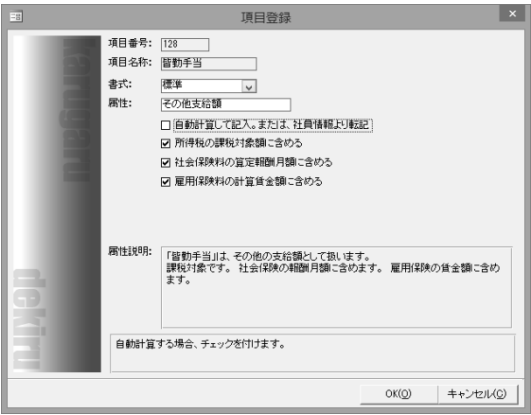 項目登録
項目番号: 128
項目名称: 皆勤手当
書式: 標準
属性: その他支給額
自動計算して記入。または、社員情報より転記
所得税の課税対象額に含める
社会保険料の算定報酬月額に含める
雇用保険料の計算賃金額に含める
属性説明: 「皆勤手当」は、その他の支給額として扱います。
課税対象です。 社会保険の報酬月額に含めます。 雇用保険の賃金額に含め
ます。
自動計算する場合、チェックを付けます。
karugaru
dekiru
OK(O) キャンセル(C)